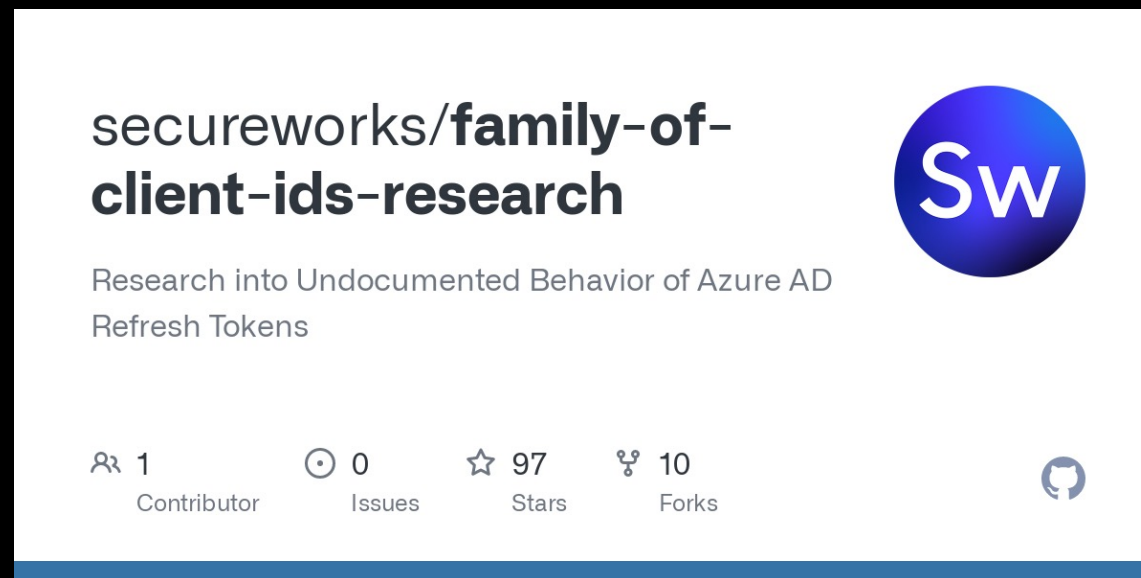 secureworks/family-of-
client-ids-research
Sw
Research into Undocumented Behavior of Azure AD
Refresh Tokens
1
Contributor
0
Issues
97
Stars
10
Forks